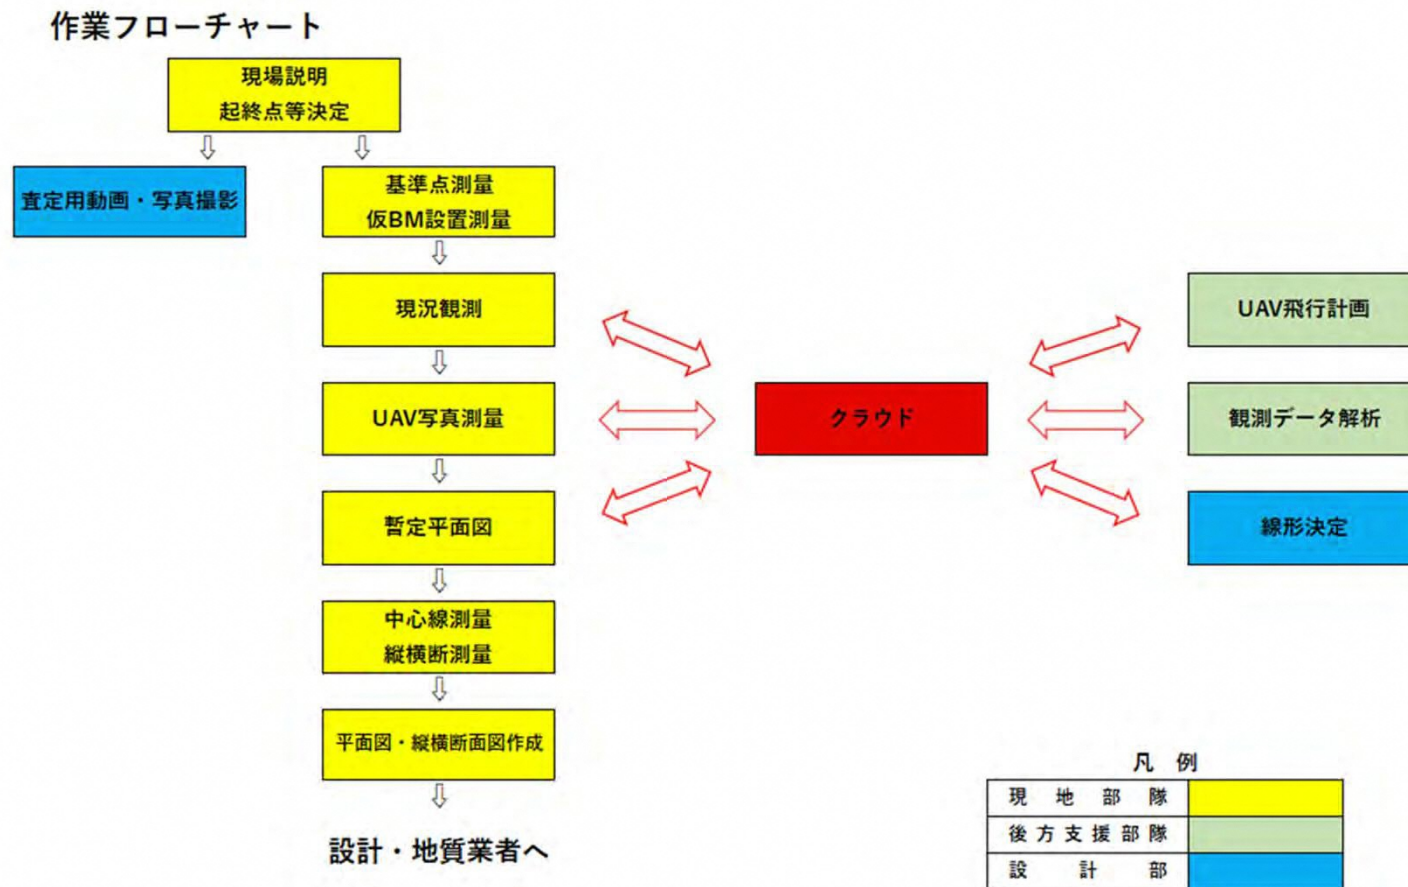 作業フローチャート
現場説明
起終点等決定
査定用動画・写真撮影
基準点測量
仮BM設置測量
現況観測
UAV写真測量
暫定平面図
中心線測量
縦横断測量
平面図・縦横断面図作成
設計・地質業者へ
クラウド
UAV飛行計画
観測データ解析
線形決定
凡例
現地部隊
後方支援部隊
設計部